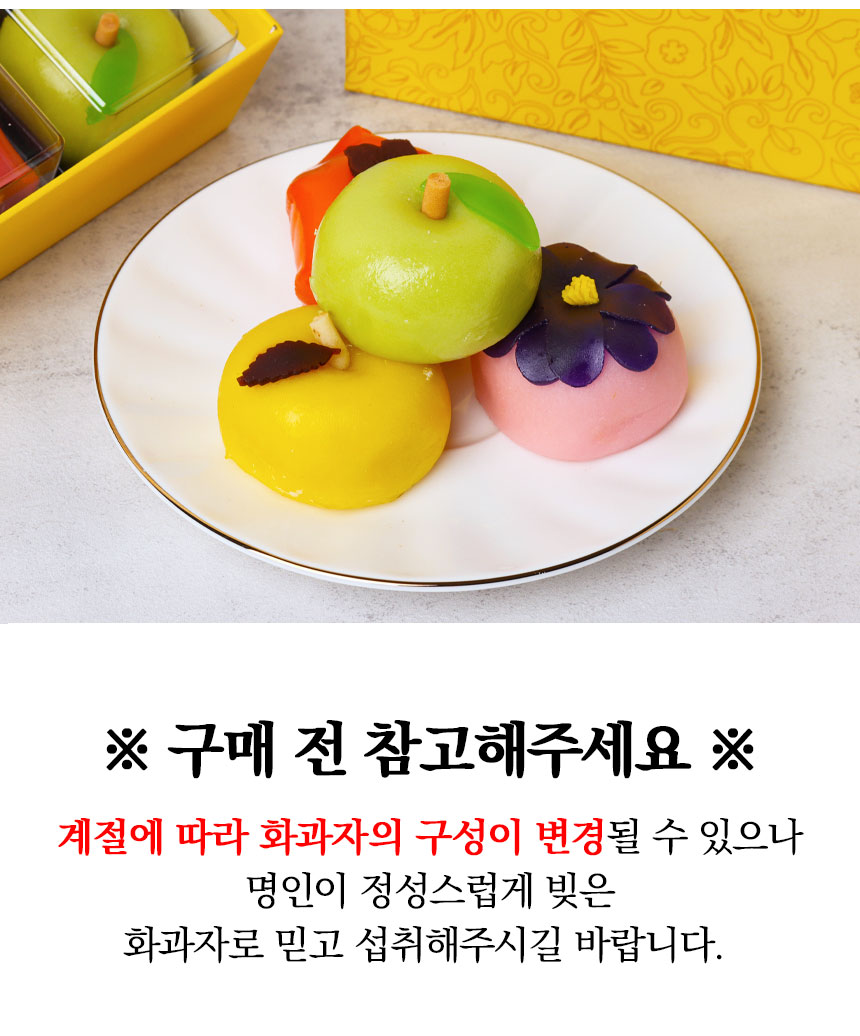 ※ 구매 전 참고해주세요 ※
계절에 따라 화과자의 구성이 변경될 수 있으나
명인이 정성스럽게 빚은
화과자로 믿고 섭취해주시길 바랍니다.